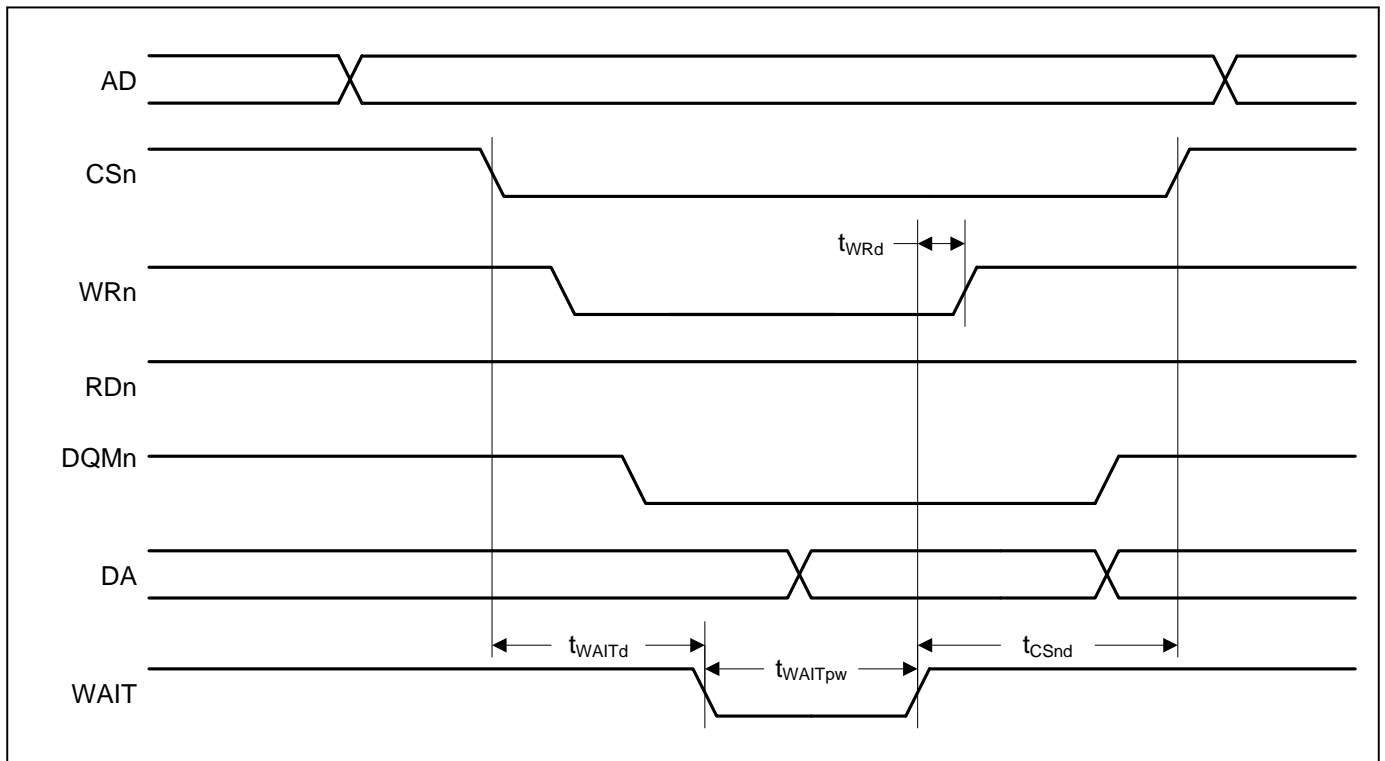 AD
CSn
tWRd
WRn
RDn
DQMn
DA
tWAITd
tCSnd
tWAITpw
WAIT